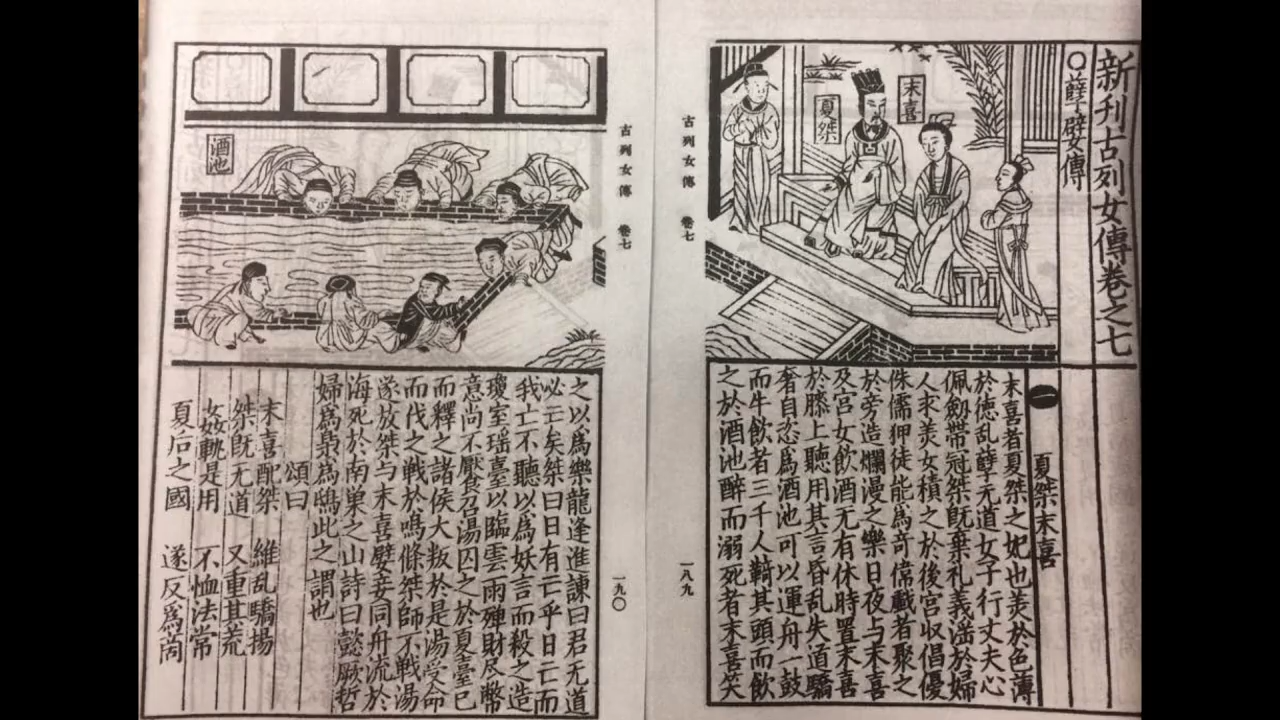 新刊古列女傳卷之七
○孽嬖傳
末喜
夏桀
一
夏桀末喜
末喜者夏桀之妃也美於色薄
於德乱孽无道女子行丈夫心
佩劔帶冠桀旣棄礼義滛於婦
人求美女積之於後宮収倡優
侏儒狎徒能為奇偉戱者聚之
於旁造爛漫之樂日夜与末喜
及宮女飲酒无有休時置末喜
於膝上聽用其言昏乱失道驕
奢自恣為酒池可以運舟一鼓
而牛飲者三千人鞿其頭而飲
之於酒池醉而溺死者末喜笑
古列女傳 卷七
一八九
酒池
之以為樂龍逢進諫曰君无道
必亡矣桀曰日有亡乎日亡而
我亡不聽以為妖言而殺之造
瓊室瑶臺以臨雲雨殫財尽幣
意尚不厭食召湯囚之於夏臺已
而釋之諸侯大叛於是湯受命
而伐之戰於鳴條桀師不戰湯
遂放桀与末喜嬖妾同舟流於
海死於南巢之山詩曰懿厥哲
婦為梟為鴟此之謂也
頌曰
末喜配桀 維乱驕揚
桀旣无道 又重其荒
姦軌是用 不恤法常
夏后之國 遂反為商
古列女傳 卷七
一九〇